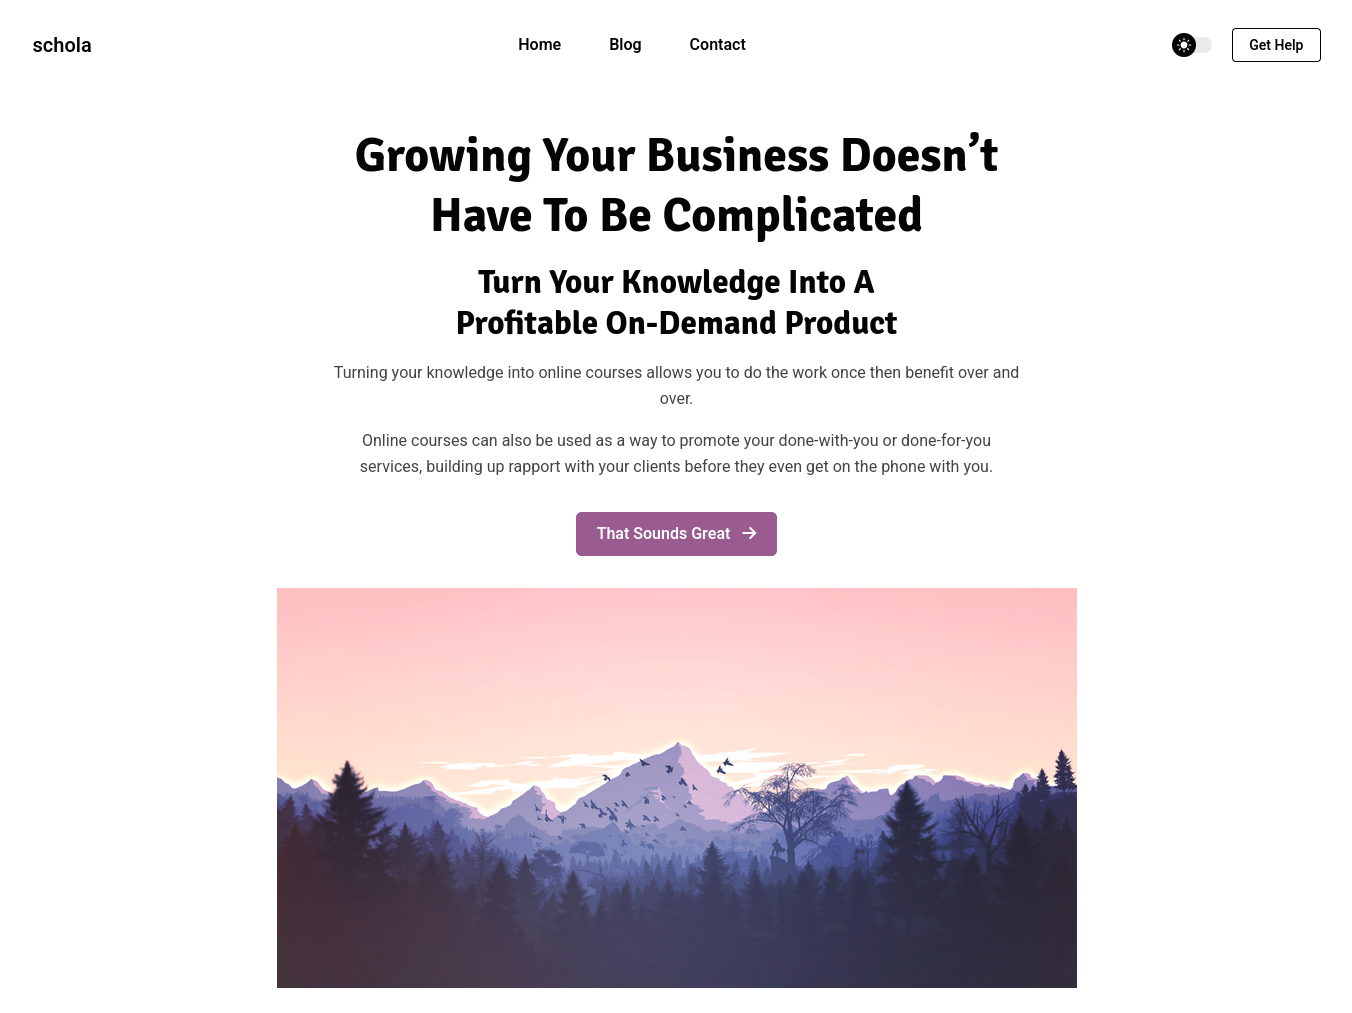 schola
Home
Blog
Contact
Get Help
Growing Your Business Doesn’t
Have To Be Complicated
Turn Your Knowledge Into A
Profitable On-Demand Product
Turning your knowledge into online courses allows you to do the work once then benefit over and
over.
Online courses can also be used as a way to promote your done-with-you or done-for-you
services, building up rapport with your clients before they even get on the phone with you.
That Sounds Great